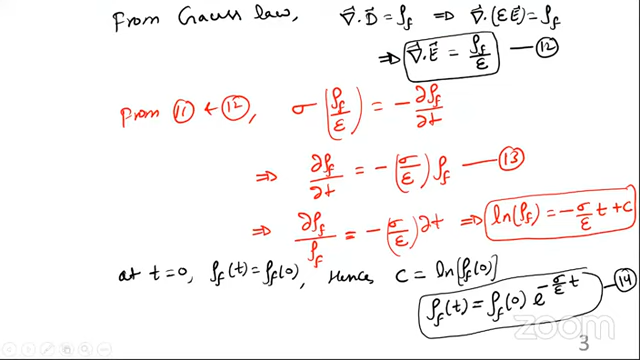 From Gauss law, ∇⃗·D⃗ = ρf ⇒ ∇⃗·(εE⃗) = ρf
⇒ ∇⃗·E⃗ = ρf/ε — (12)
From (11) & (12), σ(ρf/ε) = -∂ρf/∂t
⇒ ∂ρf/∂t = -(σ/ε) ρf — (13)
⇒ ∂ρf/ρf = -(σ/ε) ∂t ⇒ ln(ρf) = -σ/ε t + C
at t=0, ρf(t) = ρf(0), Hence C = ln[ρf(0)]
ρf(t) = ρf(0) e^(-σ/ε t) — (14)
zoom
3